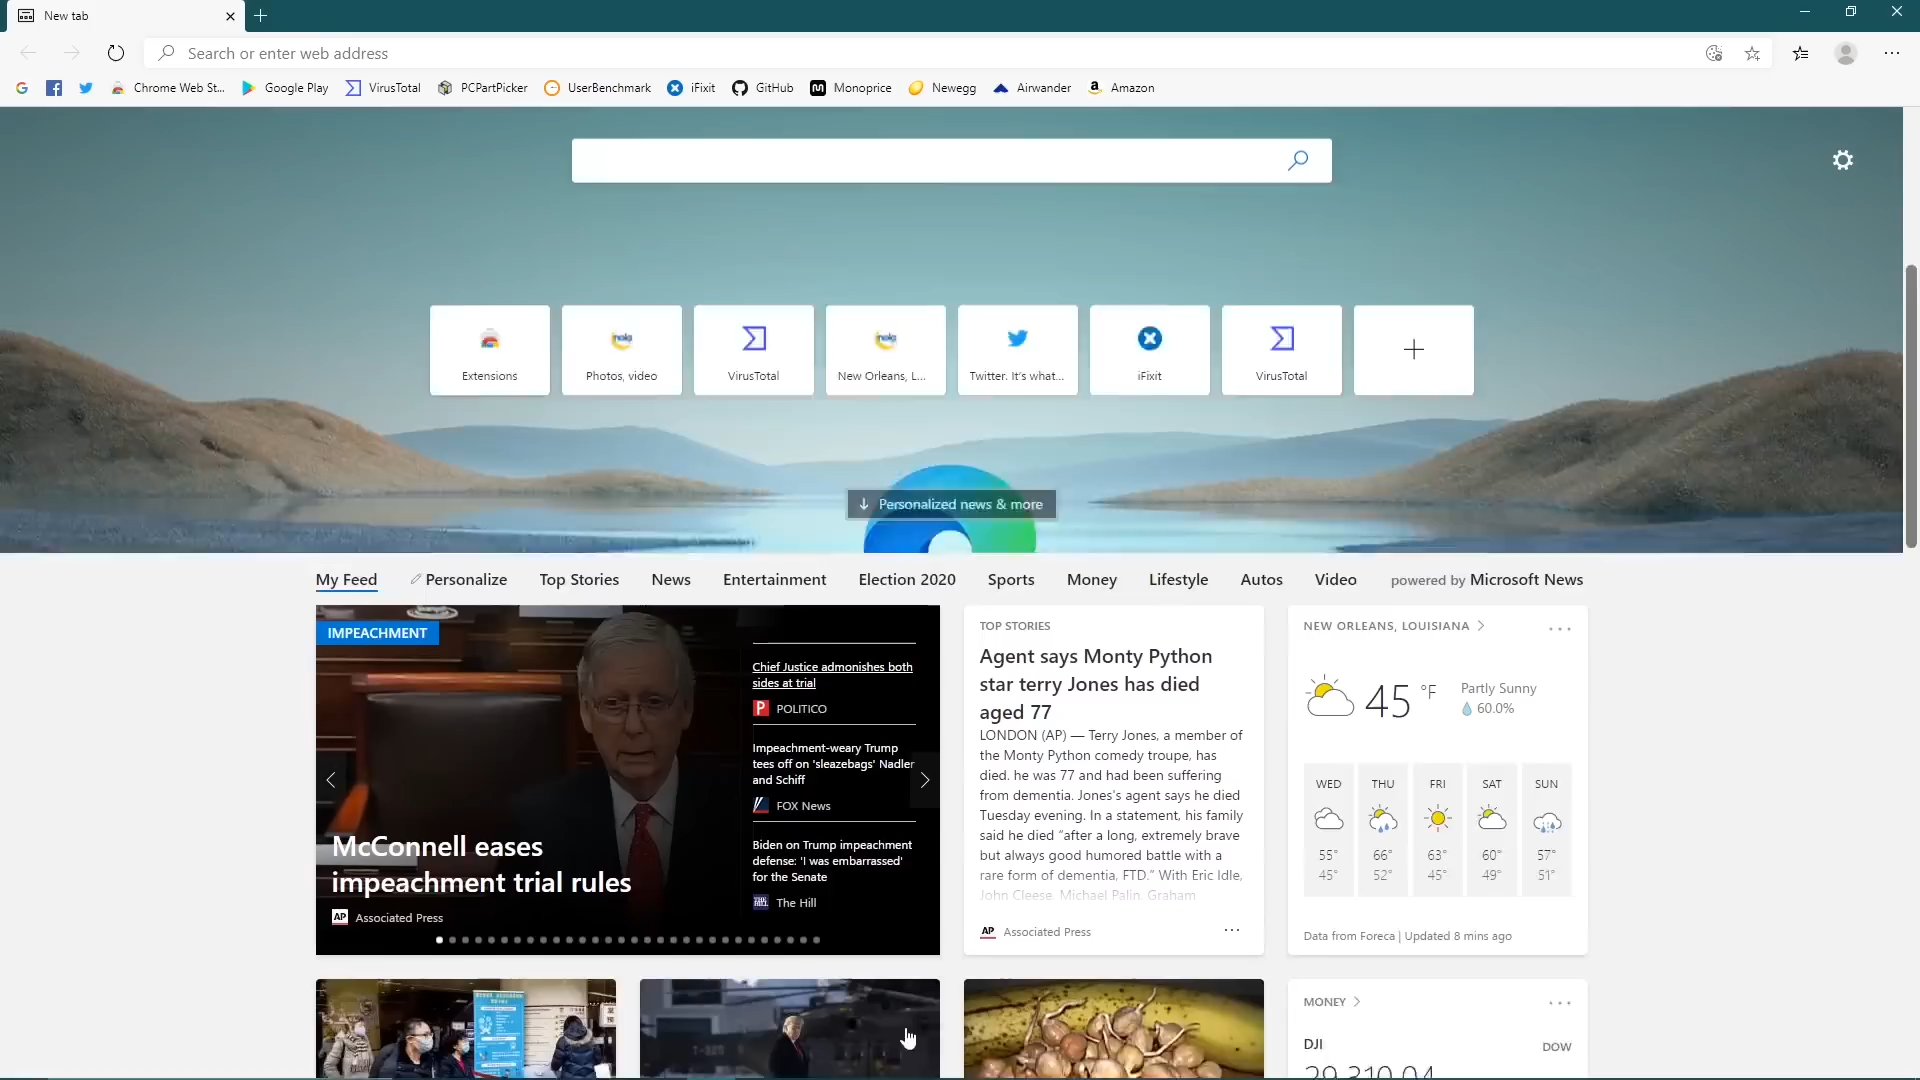 New tab
Search or enter web address
Chrome Web St...
Google Play
VirusTotal
PCPartPicker
UserBenchmark
iFixit
GitHub
Monoprice
Newegg
Airwander
Amazon
Extensions
Photos, video
VirusTotal
New Orleans, L...
Twitter. It's what...
iFixit
VirusTotal
Personalized news & more
My Feed
Personalize
Top Stories
News
Entertainment
Election 2020
Sports
Money
Lifestyle
Autos
Video
powered by Microsoft News
IMPEACHMENT
McConnell eases
impeachment trial rules
AP Associated Press
Chief Justice admonishes both
sides at trial
P POLITICO
Impeachment-weary Trump
tees off on 'sleazebags' Nadler
and Schiff
FOX News
Biden on Trump impeachment
defense: 'I was embarrassed'
for the Senate
The Hill
TOP STORIES
Agent says Monty Python
star terry Jones has died
aged 77
LONDON (AP) — Terry Jones, a member of
the Monty Python comedy troupe, has
died. he was 77 and had been suffering
from dementia. Jones's agent says he died
Tuesday evening. In a statement, his family
said he died "after a long, extremely brave
but always good humored battle with a
rare form of dementia, FTD." With Eric Idle,
John Cleese, Michael Palin, Graham
AP Associated Press
NEW ORLEANS, LOUISIANA
45 °F
Partly Sunny
60.0%
WED THU FRI SAT SUN
55° 66° 63° 60° 57°
45° 52° 45° 49° 51°
Data from Foreca | Updated 8 mins ago
MONEY
DJI
DOW
29,310.04